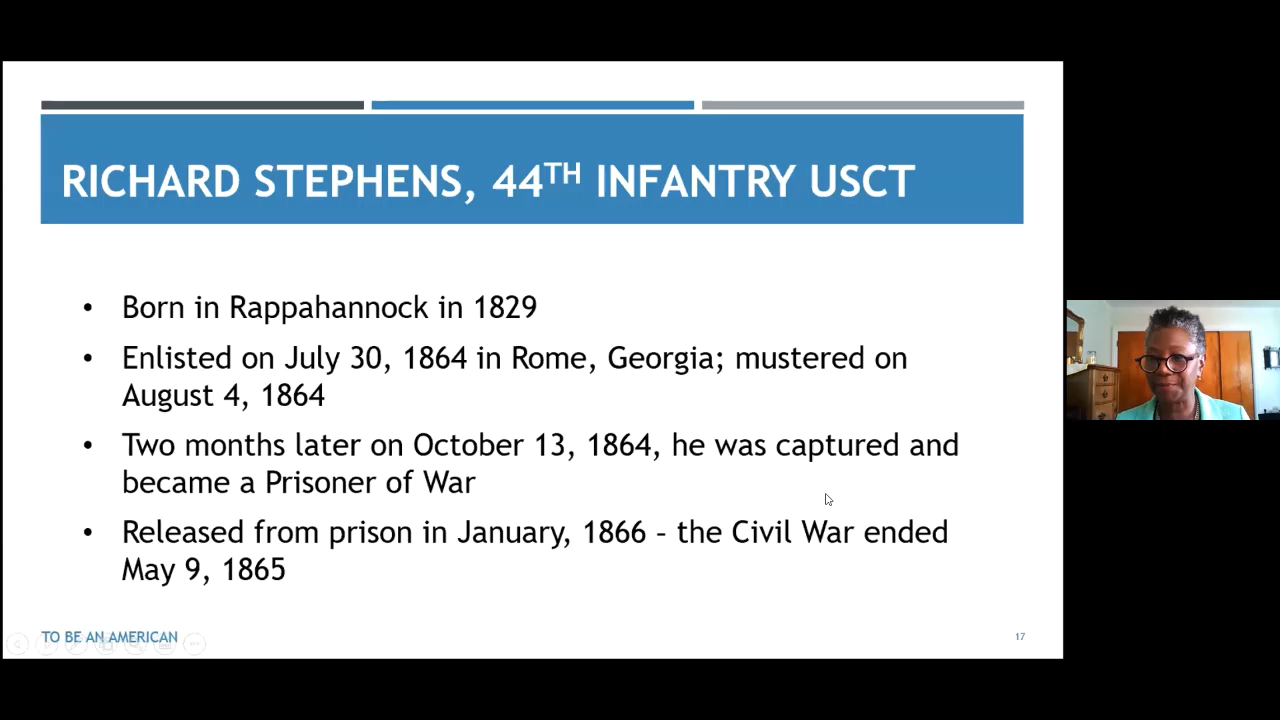 RICHARD STEPHENS, 44TH INFANTRY USCT
• Born in Rappahannock in 1829
• Enlisted on July 30, 1864 in Rome, Georgia; mustered on
August 4, 1864
• Two months later on October 13, 1864, he was captured and
became a Prisoner of War
• Released from prison in January, 1866 – the Civil War ended
May 9, 1865
TO BE AN AMERICAN
17